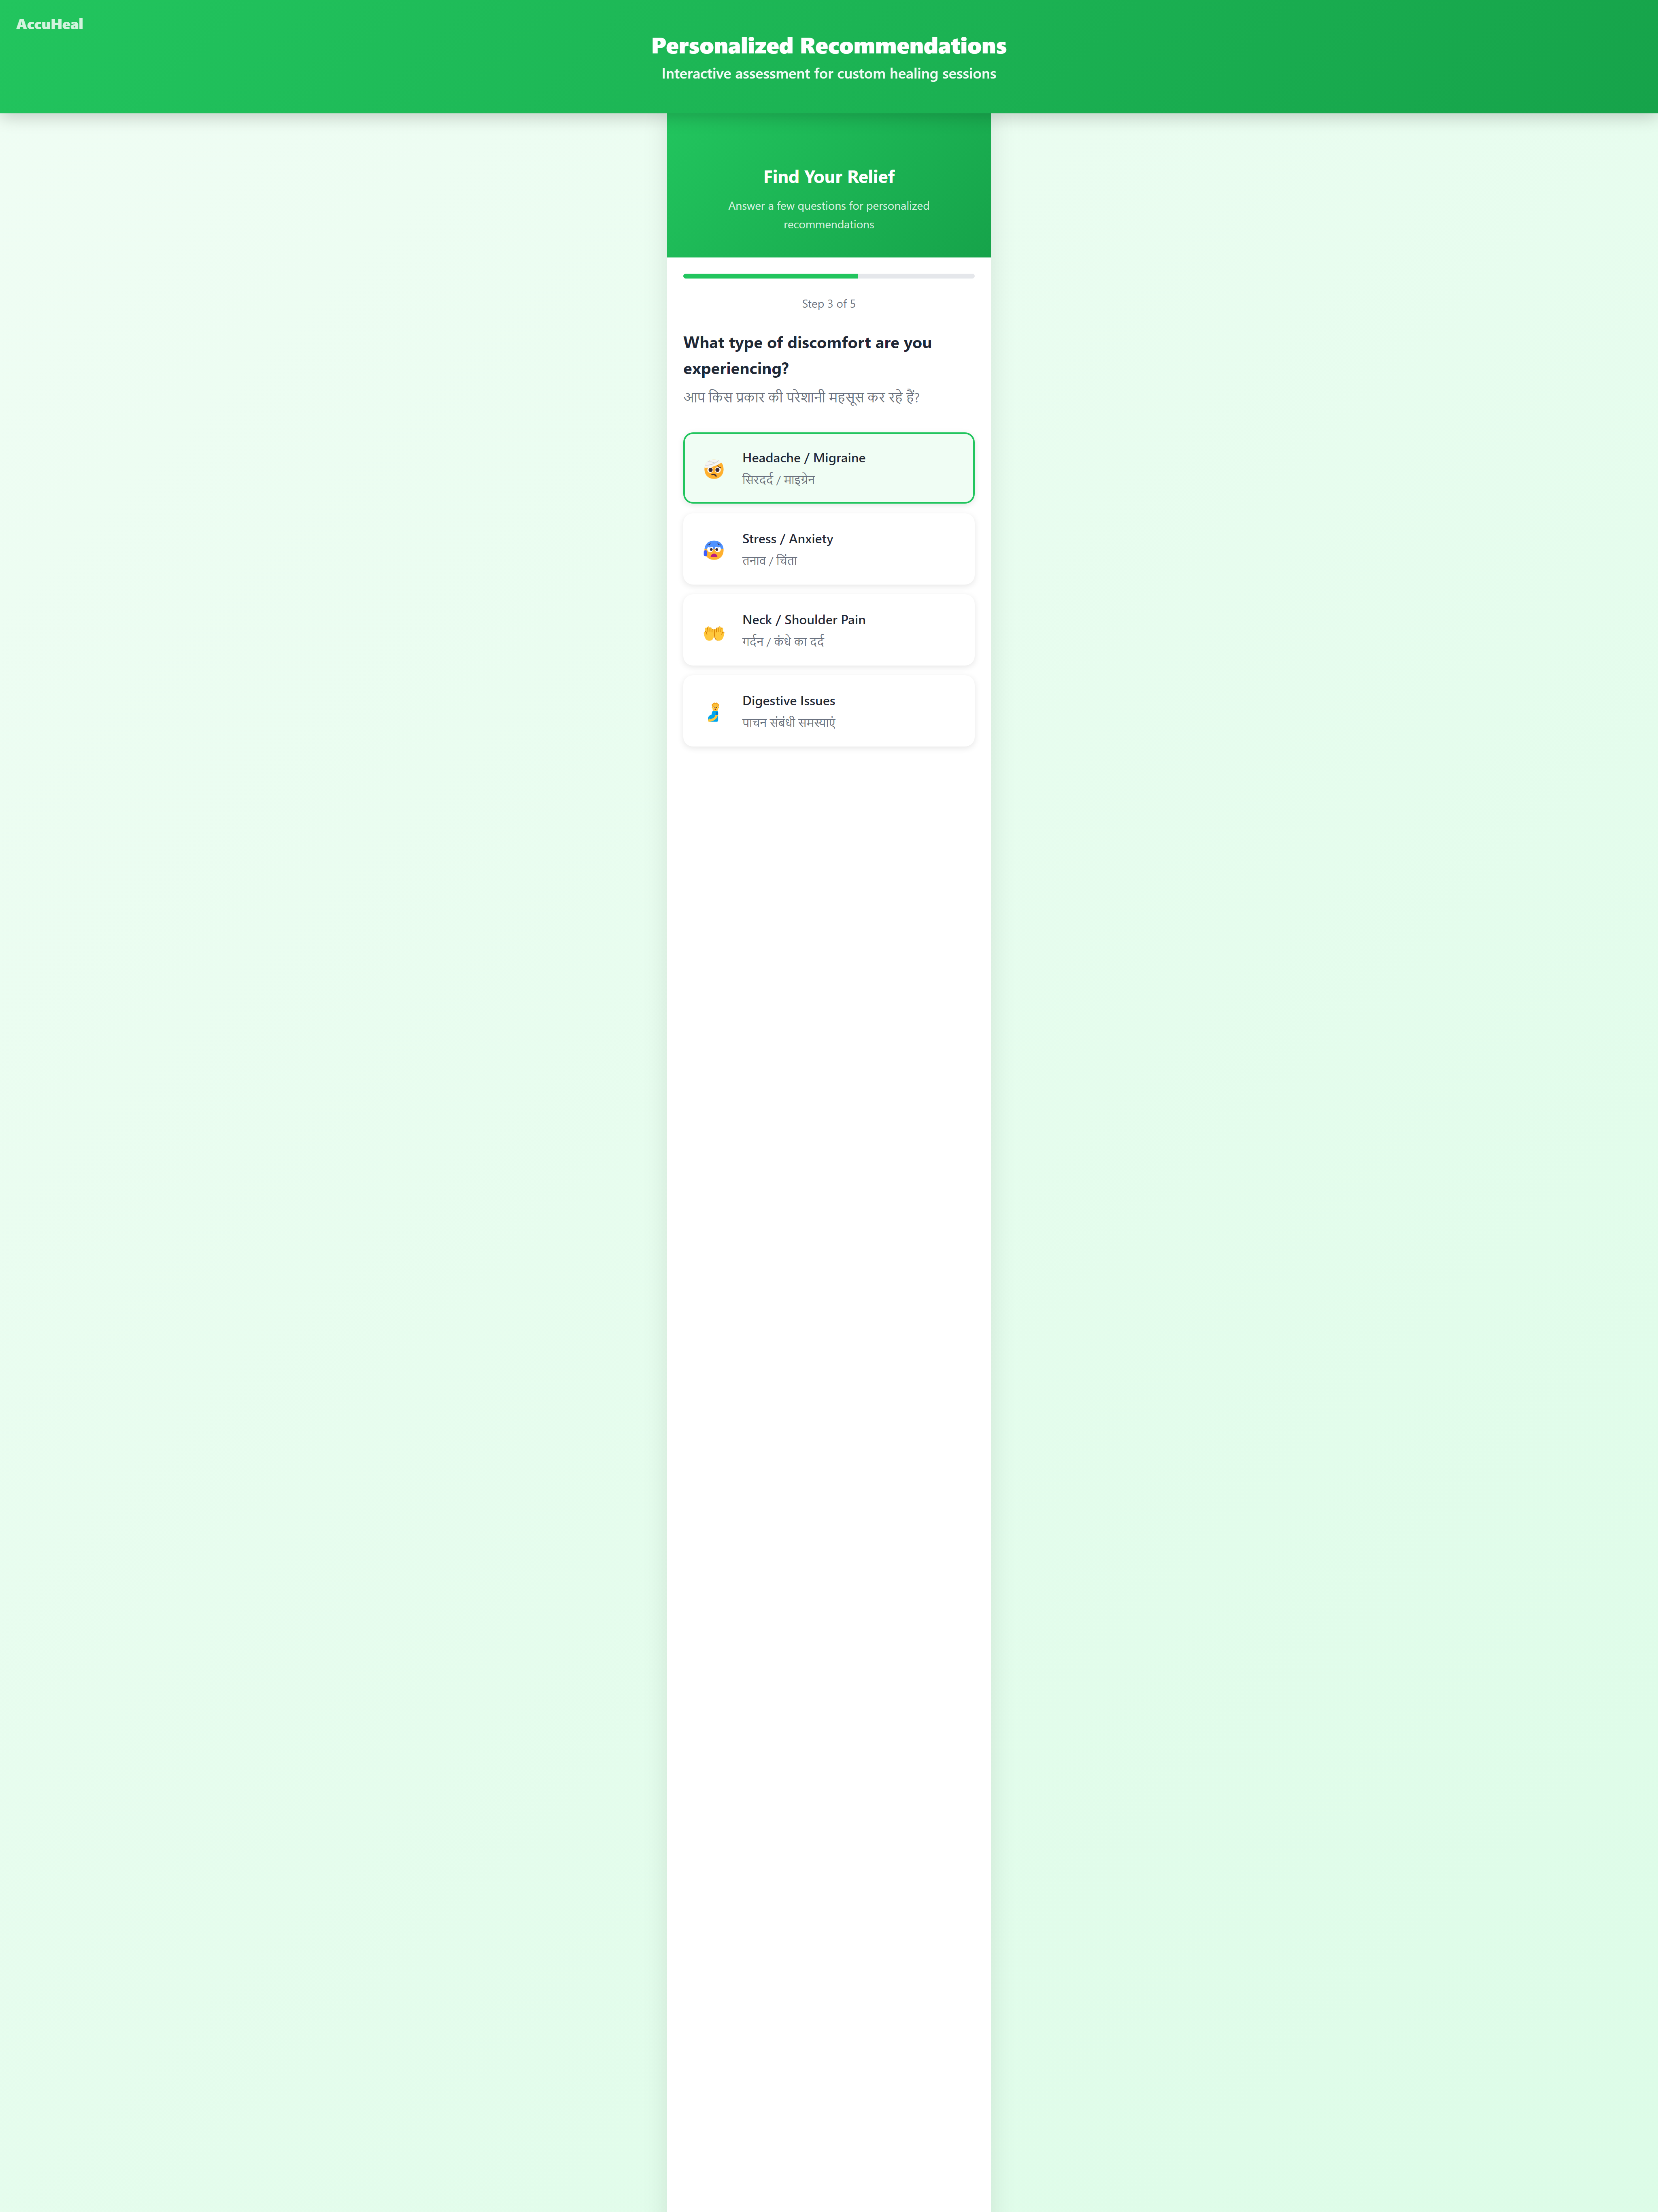 AccuHeal
Personalized Recommendations
Interactive assessment for custom healing sessions
Find Your Relief
Answer a few questions for personalized
recommendations
Step 3 of 5
What type of discomfort are you
experiencing?
आप किस प्रकार की परेशानी महसूस कर रहे हैं?
Headache / Migraine
सिरदर्द / माइग्रेन
Stress / Anxiety
तनाव / चिंता
Neck / Shoulder Pain
गर्दन / कंधे का दर्द
Digestive Issues
पाचन संबंधी समस्याएं